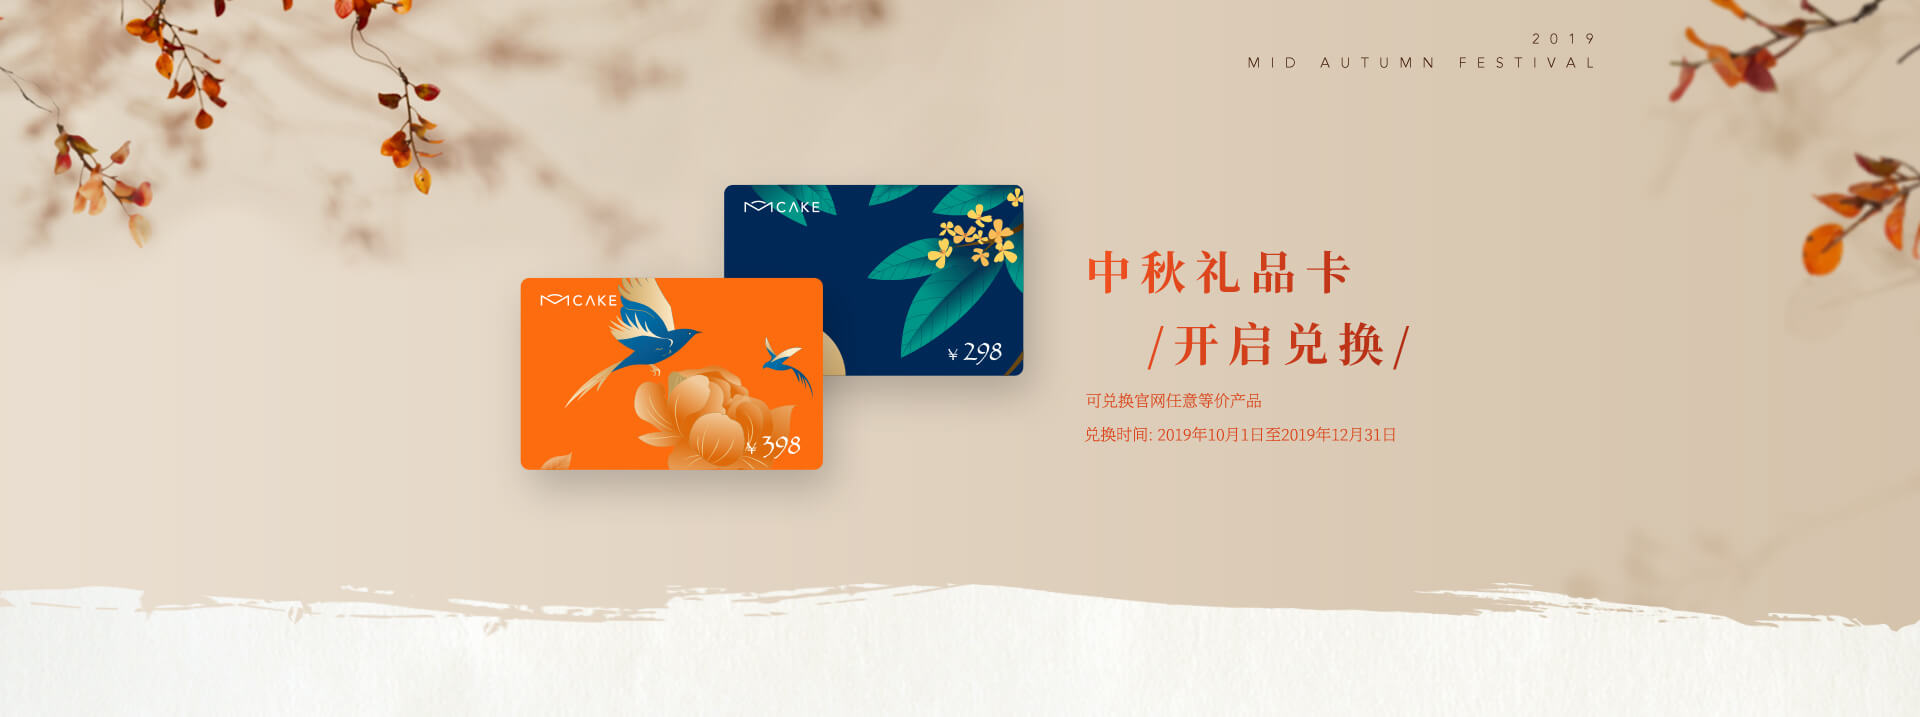 2019
MID AUTUMN FESTIVAL
MCAKE
¥ 298
MCAKE
¥ 398
中秋礼品卡
/开启兑换/
可兑换官网任意等价产品
兑换时间: 2019年10月1日至2019年12月31日